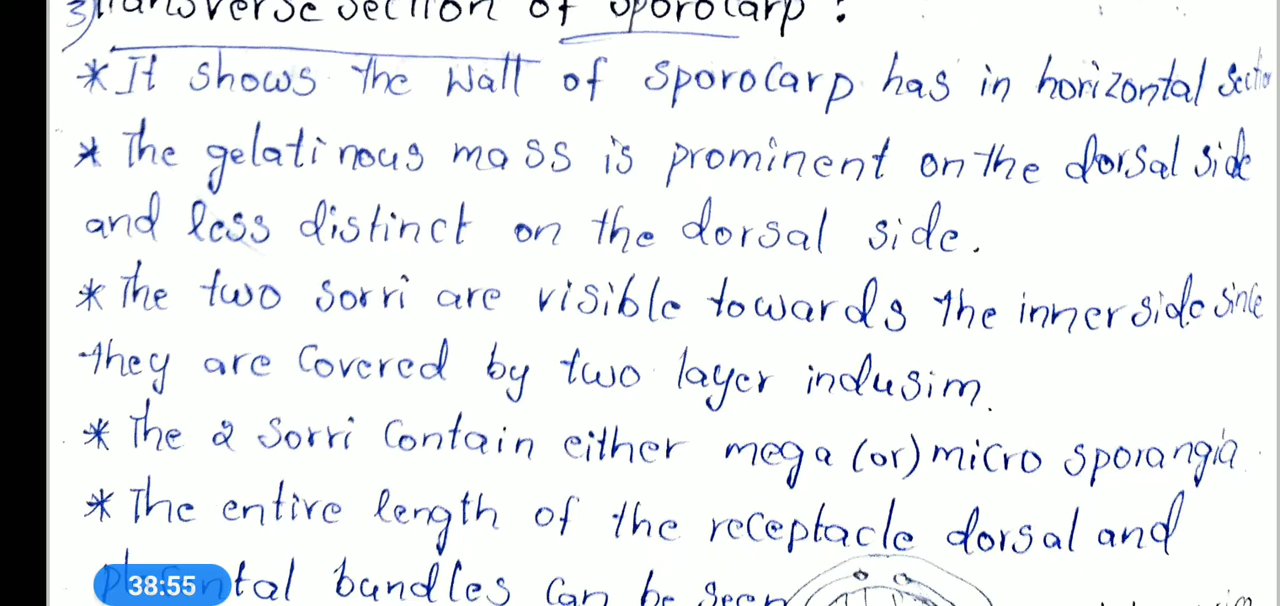 3) Transverse section of sporocarp :
* It shows the wall of sporocarp has in horizontal section
* The gelatinous mass is prominent on the dorsal side
and less distinct on the dorsal side.
* The two sorri are visible towards the inner side since
they are covered by two layer indusim.
* The 2 sorri contain either mega (or) micro sporangia
* The entire length of the receptacle dorsal and
bundles can be seen
38:55